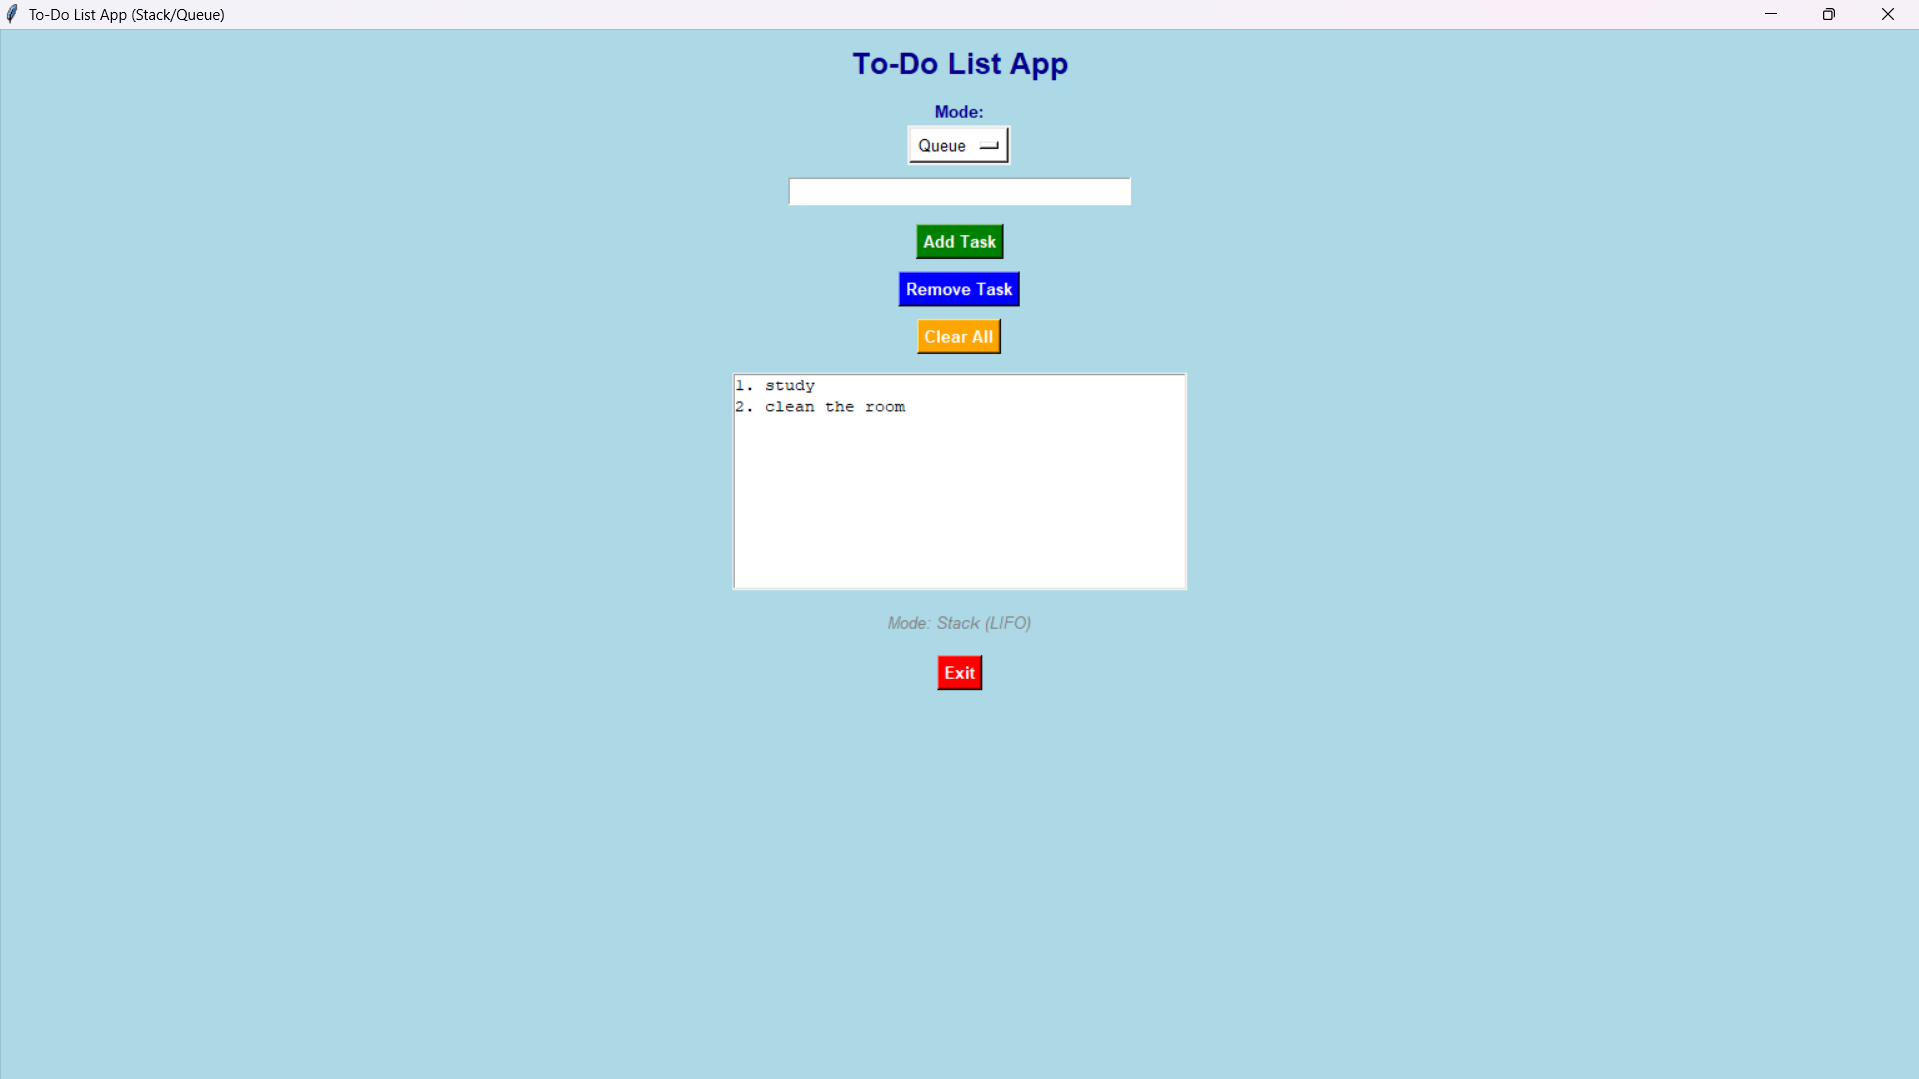 To-Do List App (Stack/Queue)
To-Do List App
Mode:
Queue
Add Task
Remove Task
Clear All
1. study
2. clean the room
Mode: Stack (LIFO)
Exit